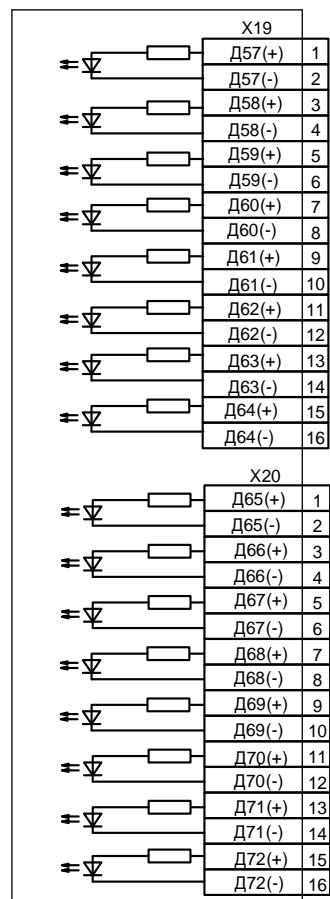 X19
Д57(+) 1
Д57(-) 2
Д58(+) 3
Д58(-) 4
Д59(+) 5
Д59(-) 6
Д60(+) 7
Д60(-) 8
Д61(+) 9
Д61(-) 10
Д62(+) 11
Д62(-) 12
Д63(+) 13
Д63(-) 14
Д64(+) 15
Д64(-) 16
X20
Д65(+) 1
Д65(-) 2
Д66(+) 3
Д66(-) 4
Д67(+) 5
Д67(-) 6
Д68(+) 7
Д68(-) 8
Д69(+) 9
Д69(-) 10
Д70(+) 11
Д70(-) 12
Д71(+) 13
Д71(-) 14
Д72(+) 15
Д72(-) 16